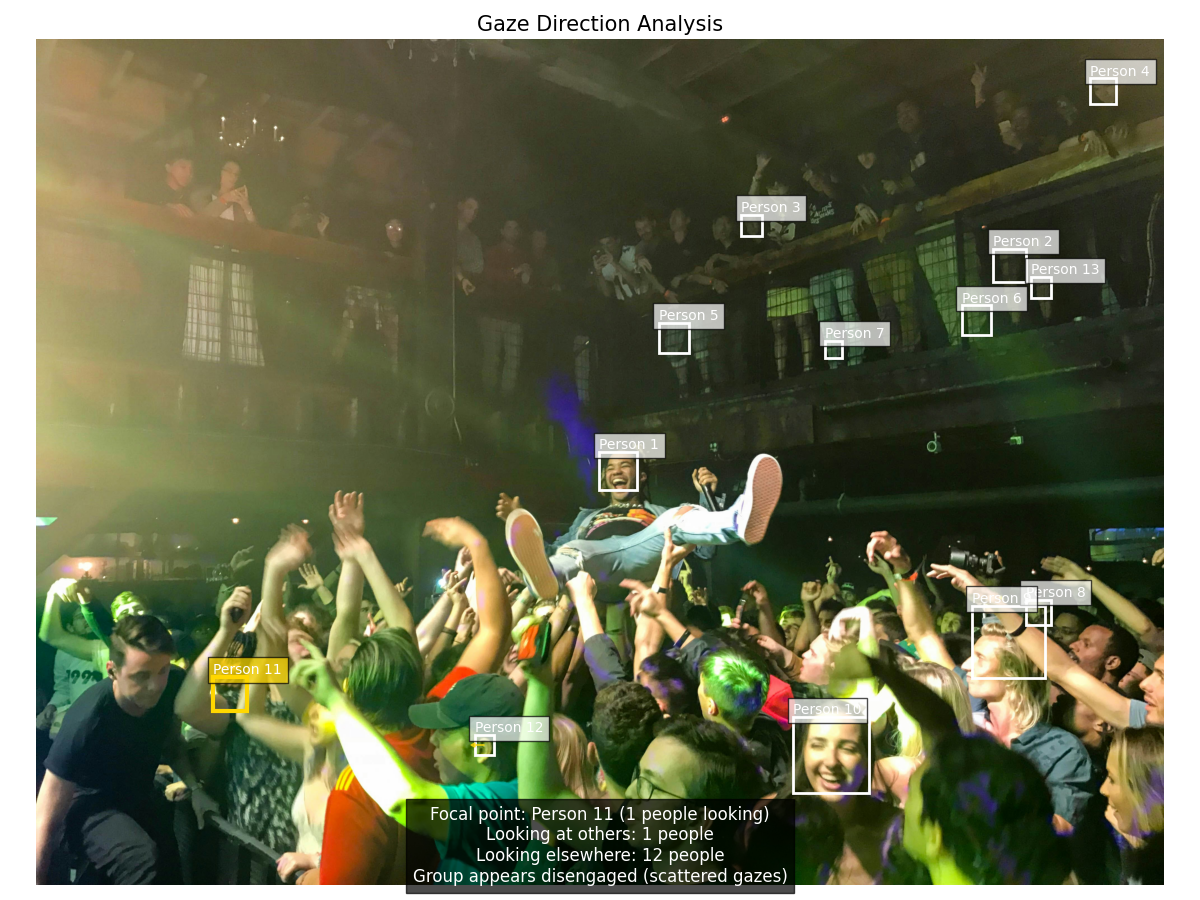 Gaze Direction Analysis
Person 4
Person 3
Person 2
Person 13
Person 6
Person 5
Person 7
Person 1
Person 8
Person
Person 11
Person 10
Person 12
199
Focal point: Person 11 (1 people looking)
Looking at others: 1 people
Looking elsewhere: 12 people
Group appears disengaged (scattered gazes)